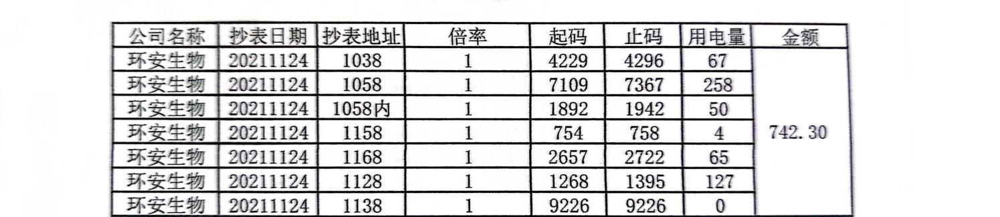 公司名称 抄表日期 抄表地址 倍率 起码 止码 用电量 金额
环安生物 20211124 1038 1 4229 4296 67
环安生物 20211124 1058 1 7109 7367 258
环安生物 20211124 1058内 1 1892 1942 50
环安生物 20211124 1158 1 754 758 4 742.30
环安生物 20211124 1168 1 2657 2722 65
环安生物 20211124 1128 1 1268 1395 127
环安生物 20211124 1138 1 9226 9226 0